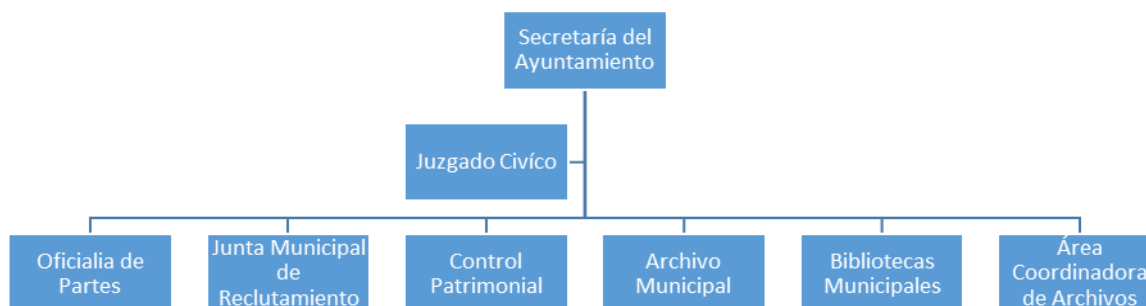 Secretaría del
Ayuntamiento
Juzgado Civíco
Oficialia de
Partes
Junta Municipal
de
Reclutamiento
Control
Patrimonial
Archivo
Municipal
Bibliotecas
Municipales
Área
Coordinadora
de Archivos